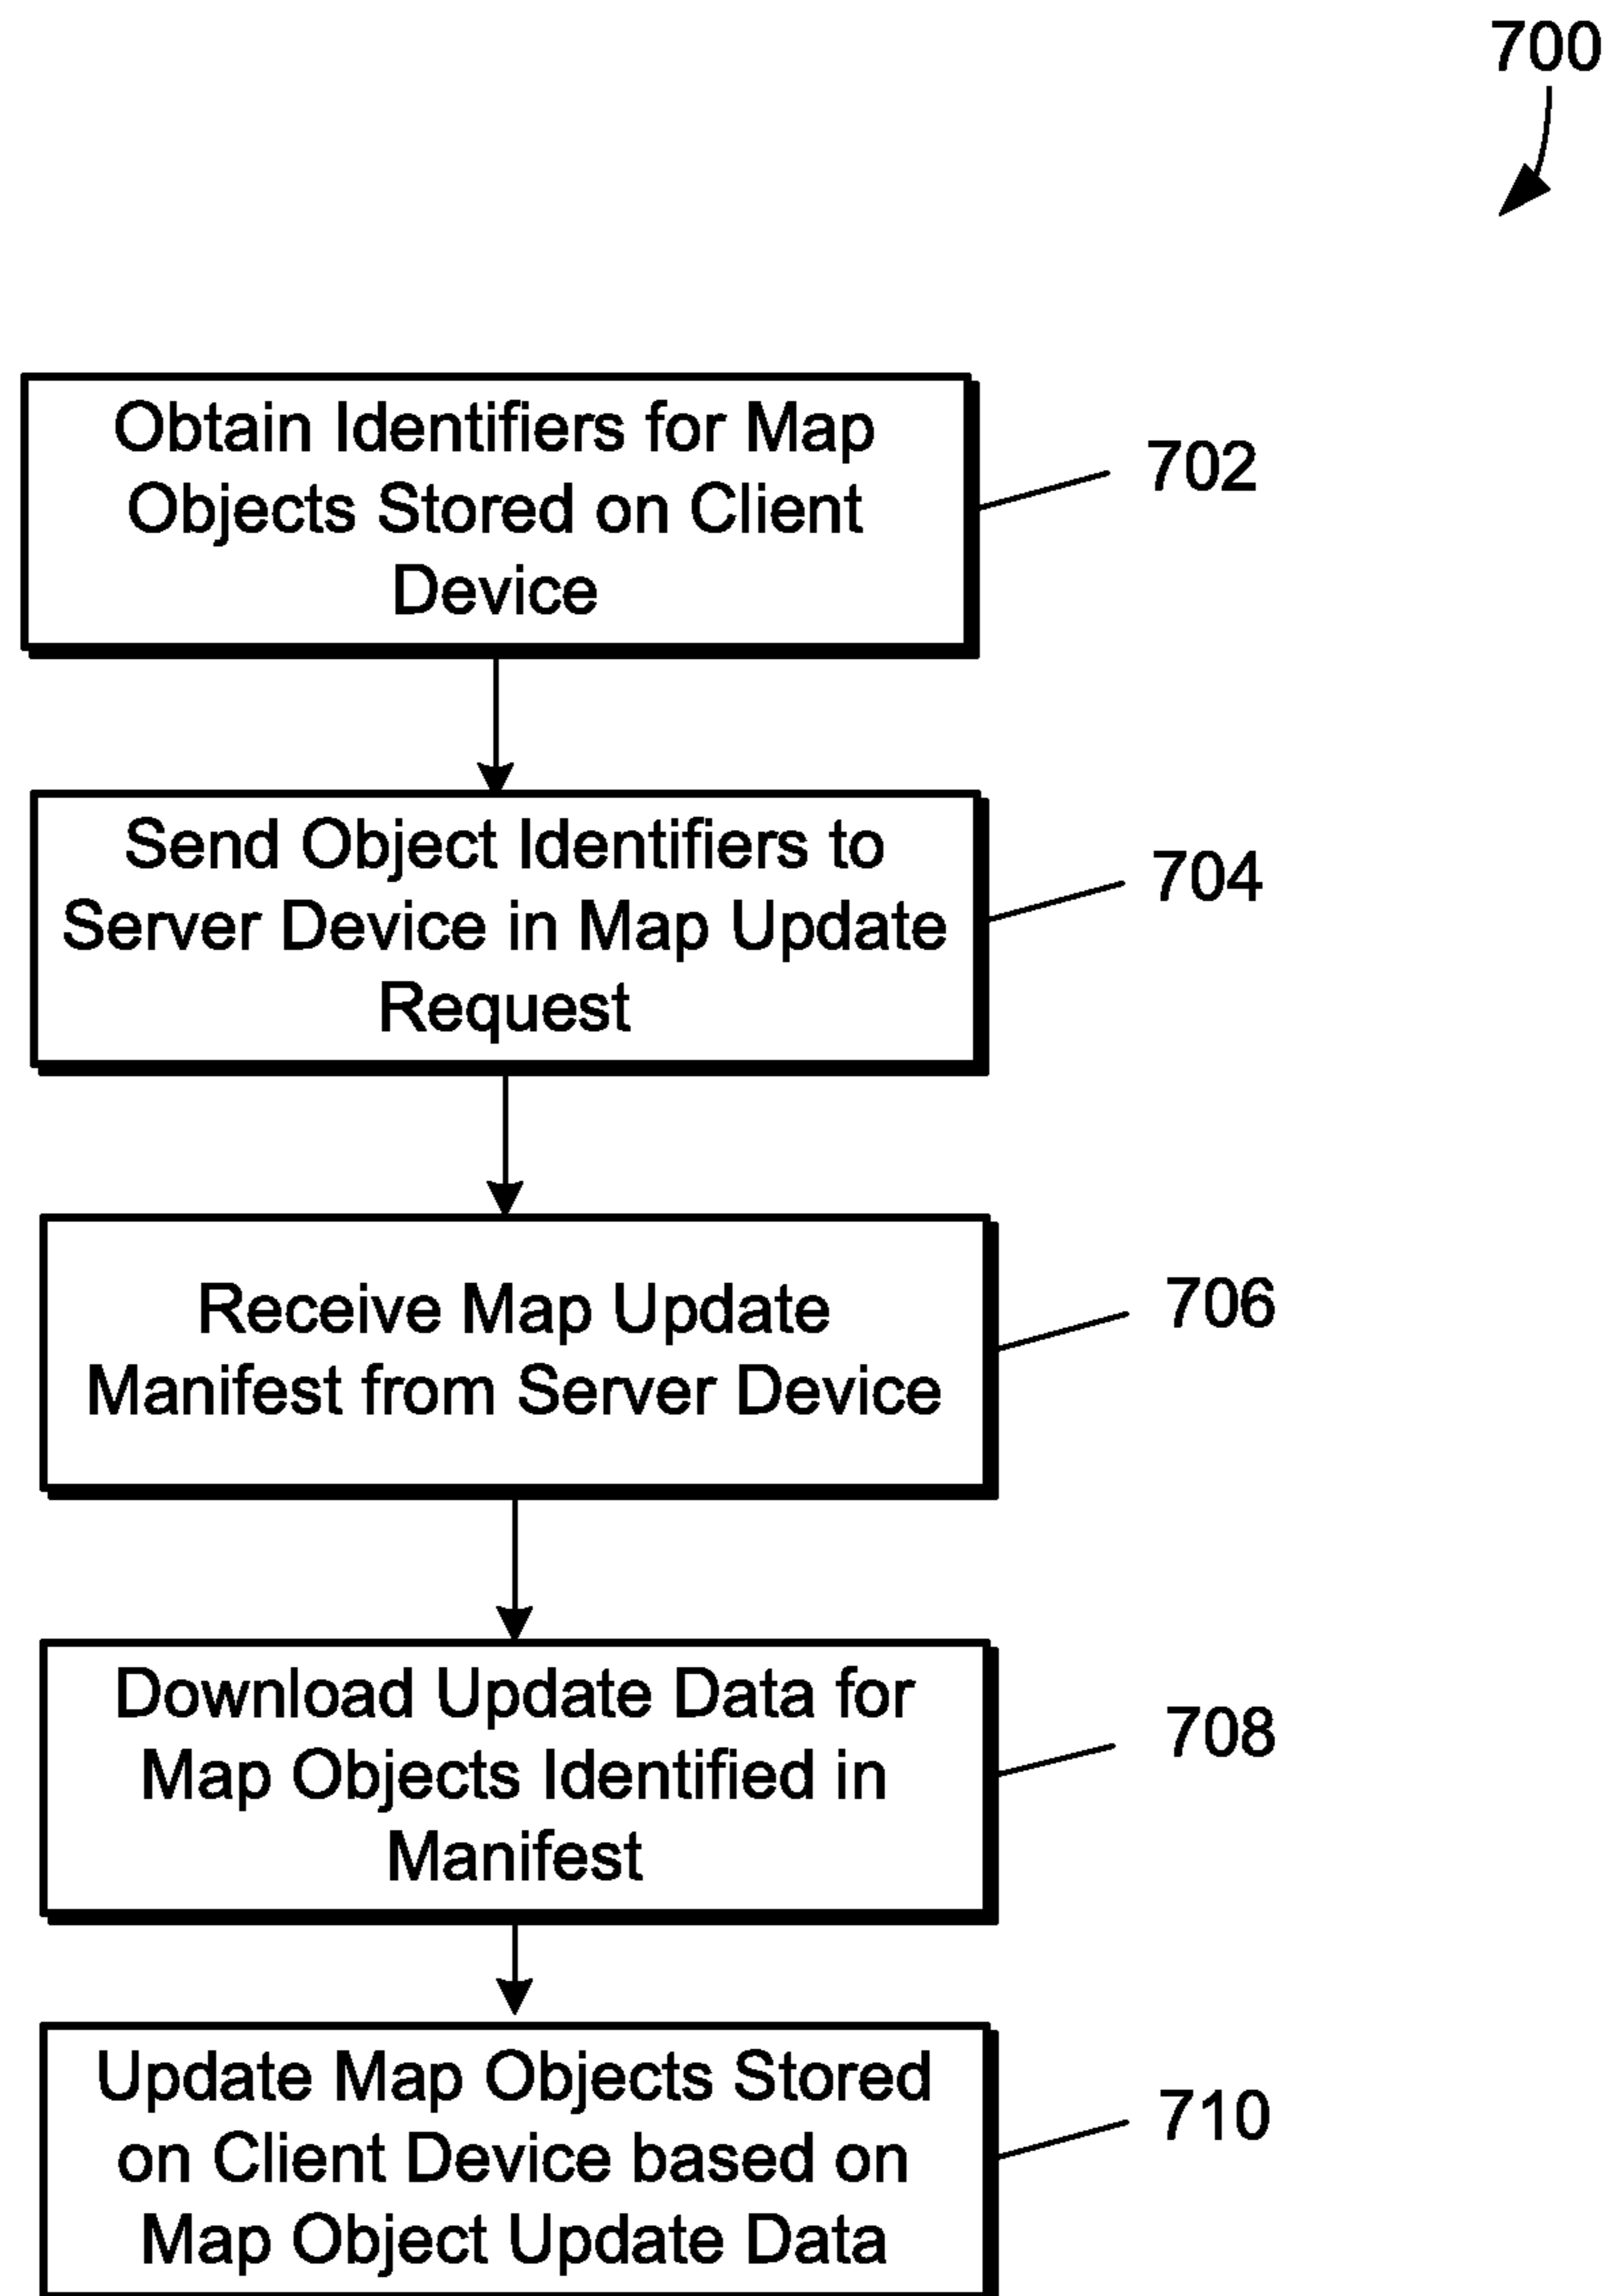 700
Obtain Identifiers for Map
Objects Stored on Client
Device
702
Send Object Identifiers to
Server Device in Map Update
Request
704
Receive Map Update
Manifest from Server Device
706
Download Update Data for
Map Objects Identified in
Manifest
708
Update Map Objects Stored
on Client Device based on
Map Object Update Data
710